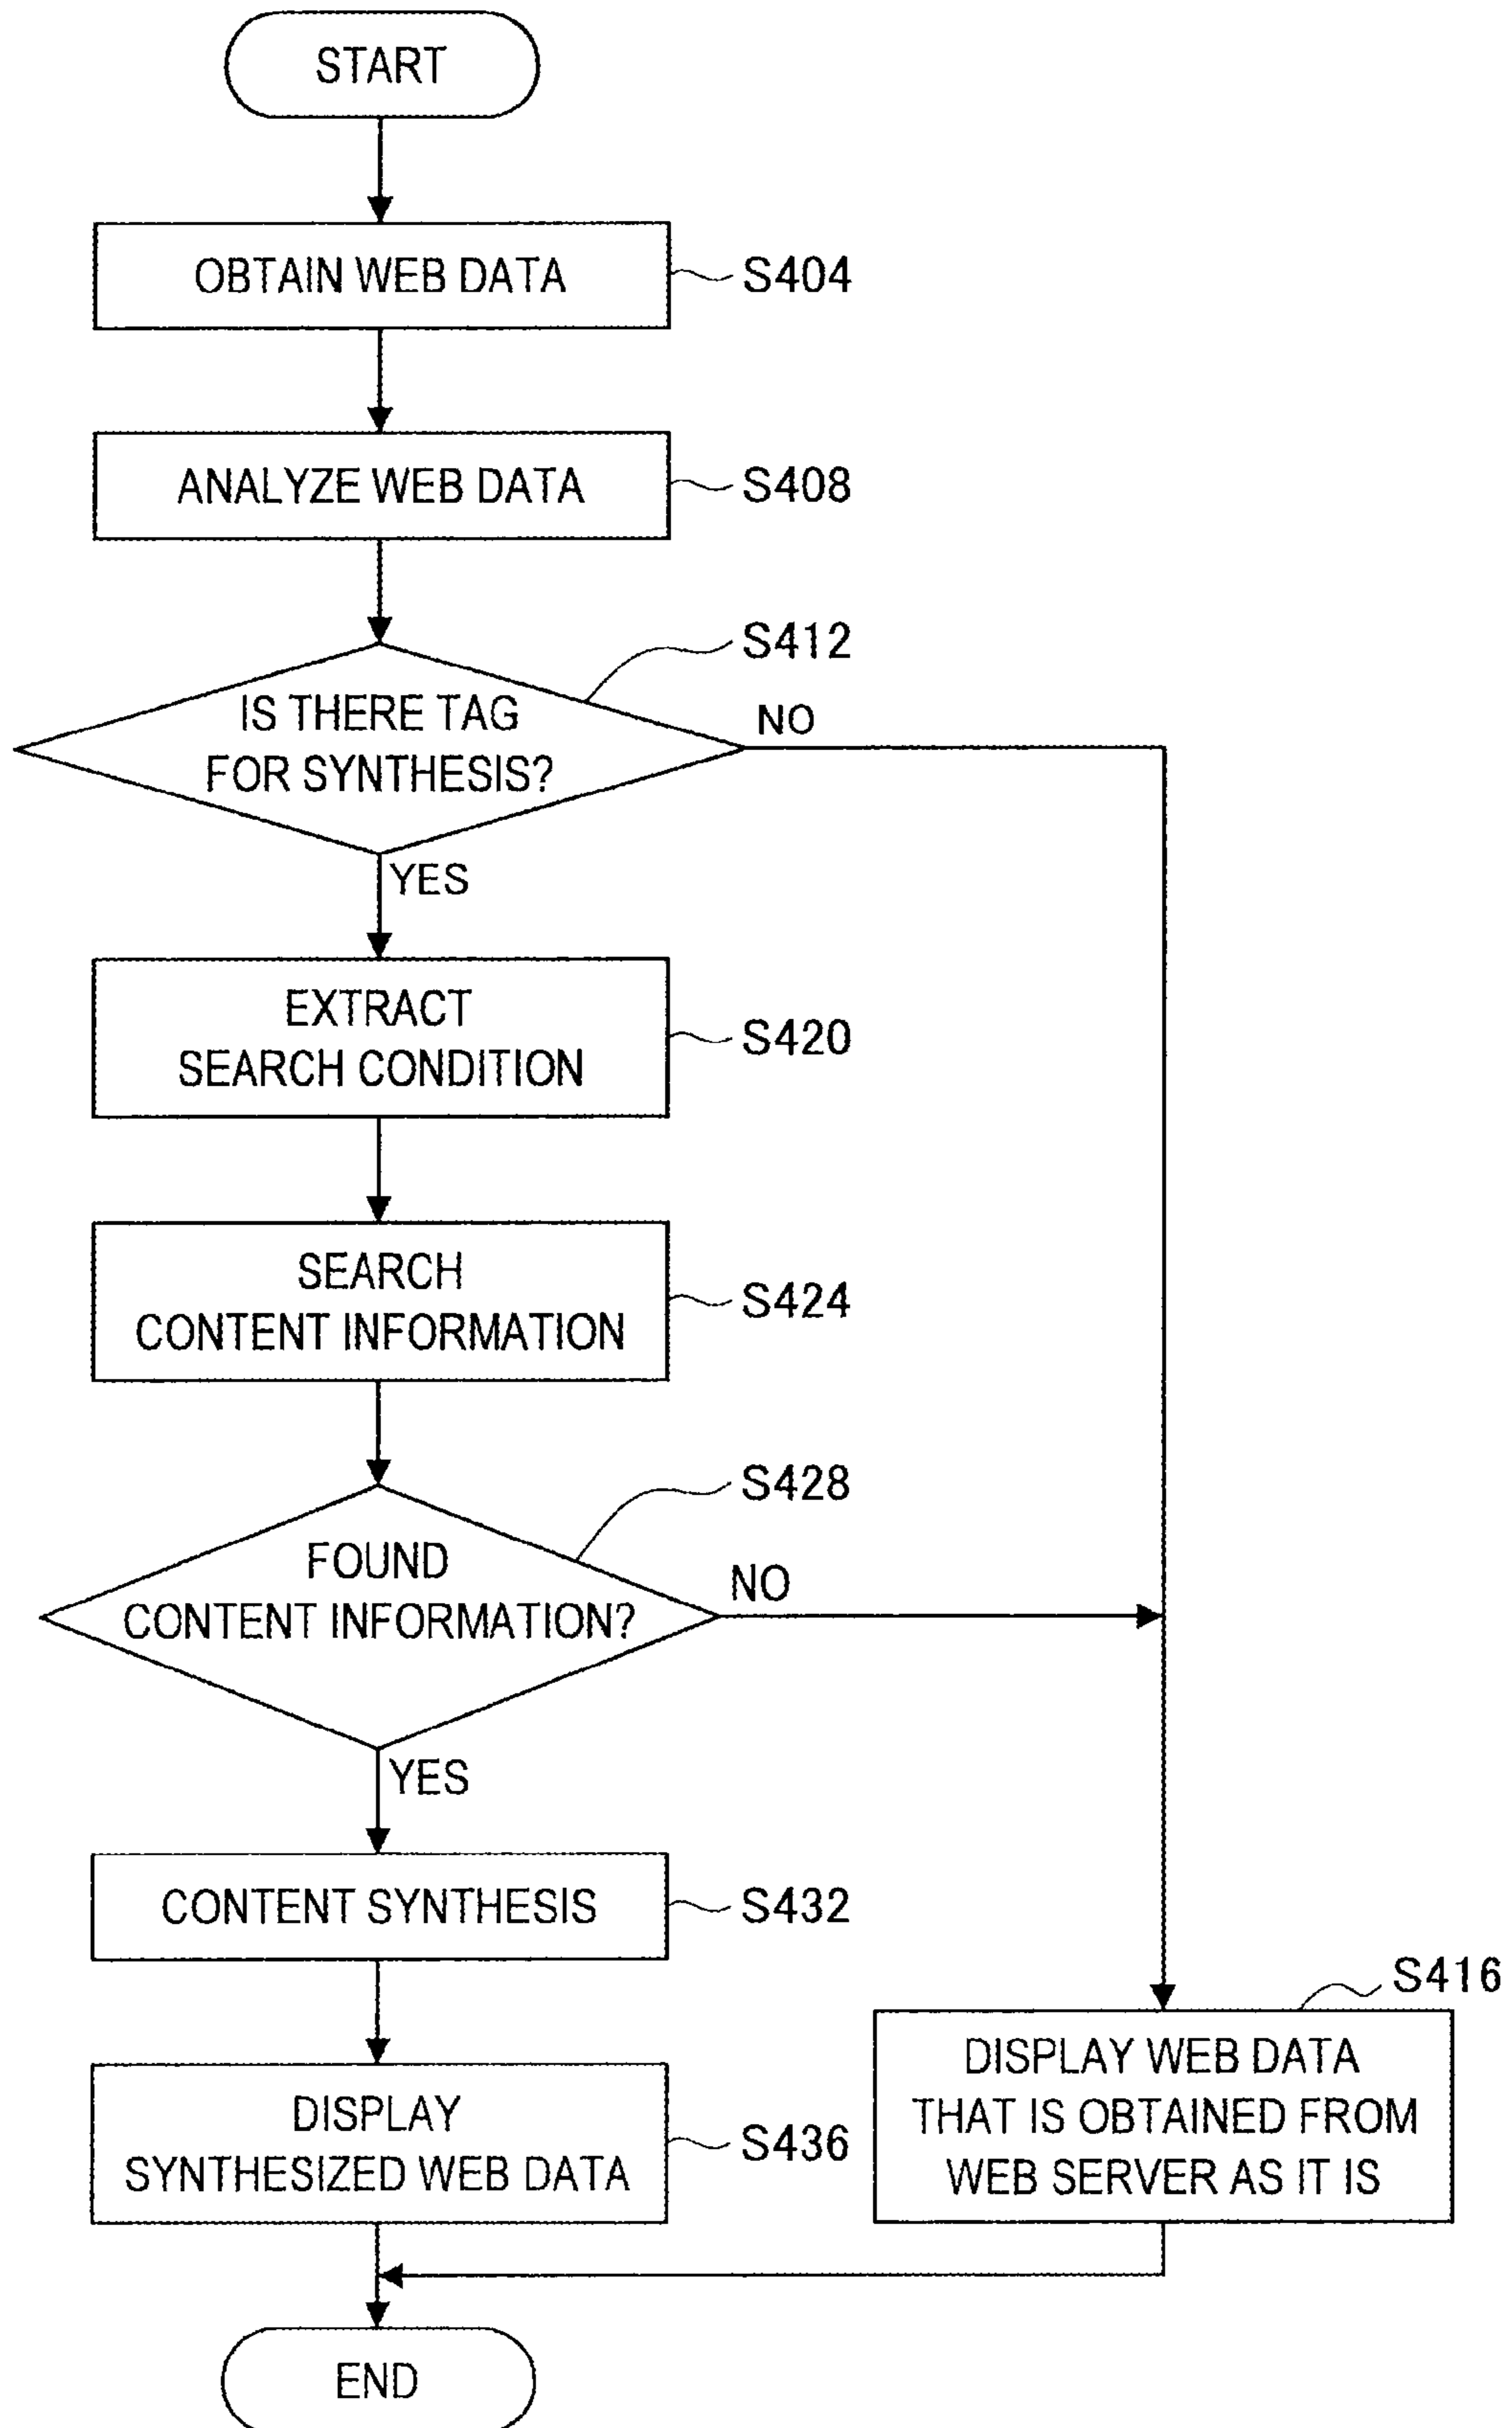 START
OBTAIN WEB DATA
S404
ANALYZE WEB DATA
S408
S412
IS THERE TAG
FOR SYNTHESIS?
NO
YES
EXTRACT
SEARCH CONDITION
S420
SEARCH
CONTENT INFORMATION
S424
S428
FOUND
CONTENT INFORMATION?
NO
YES
CONTENT SYNTHESIS
S432
DISPLAY
SYNTHESIZED WEB DATA
S436
S416
DISPLAY WEB DATA
THAT IS OBTAINED FROM
WEB SERVER AS IT IS
END